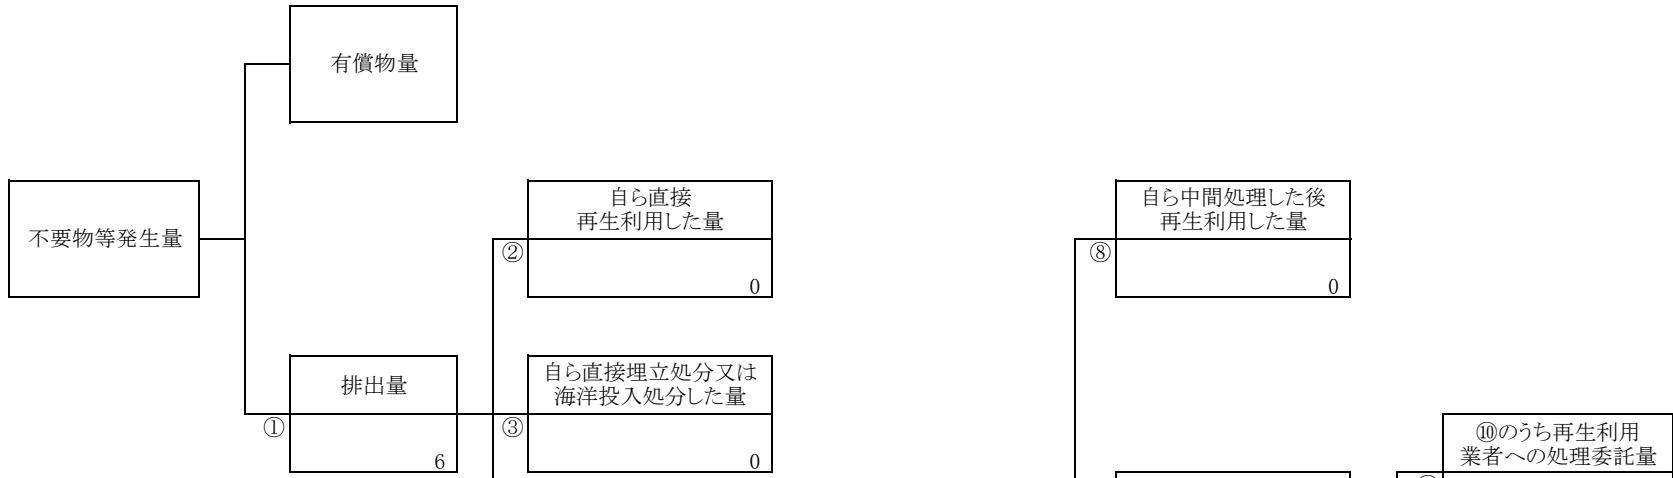 有償物量
不要物等発生量
自ら直接
再生利用した量
②
0
自ら中間処理した後
再生利用した量
⑧
0
排出量
①
6
自ら直接埋立処分又は
海洋投入処分した量
③
0
⑩のうち再生利用
業者への処理委託量